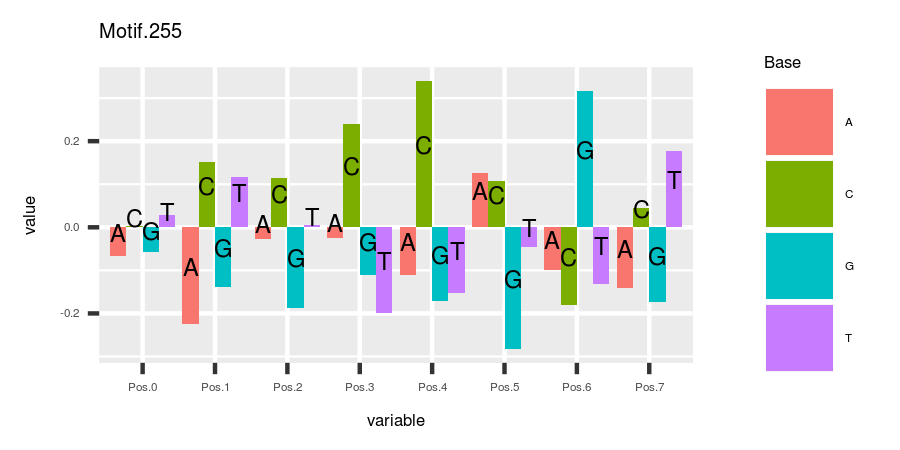 Motif.255
Base
A
C
G
T
value
0.2
0.0
-0.2
A C G T A C G T A C G T A C G T A C G T A C G T A C G T A C G T
Pos.0 Pos.1 Pos.2 Pos.3 Pos.4 Pos.5 Pos.6 Pos.7
variable